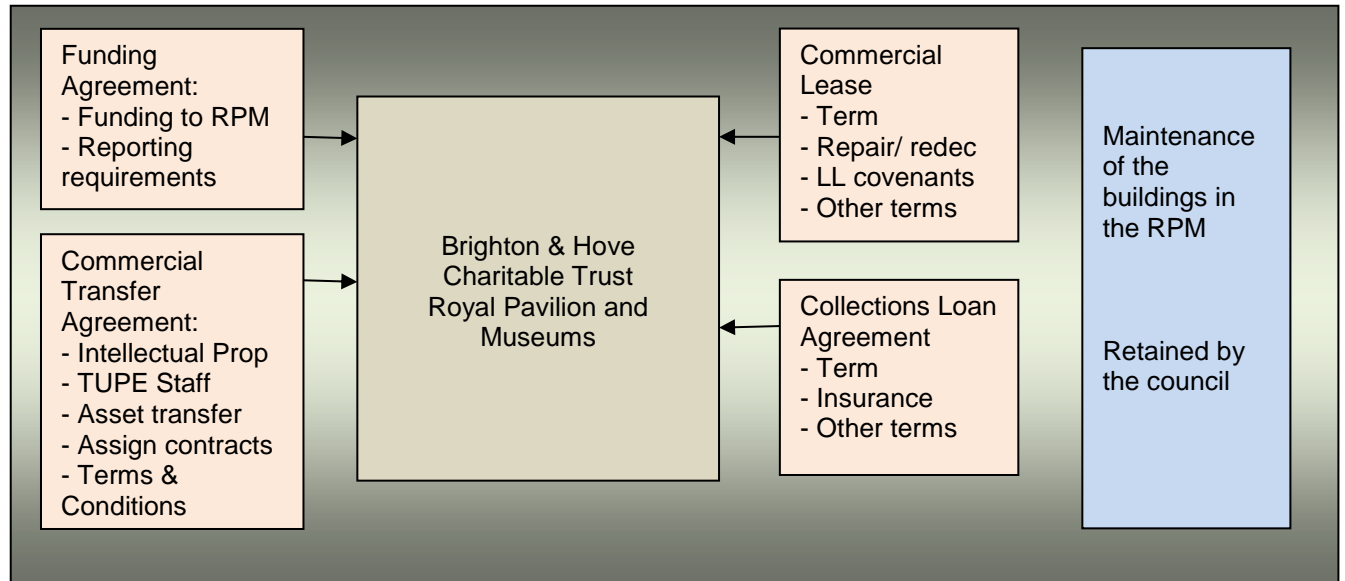 Funding
Agreement:
- Funding to RPM
- Reporting
requirements
Commercial
Transfer
Agreement:
- Intellectual Prop
- TUPE Staff
- Asset transfer
- Assign contracts
- Terms &
Conditions
Brighton & Hove
Charitable Trust
Royal Pavilion and
Museums
Commercial
Lease
- Term
- Repair/ redec
- LL covenants
- Other terms
Collections Loan
Agreement
- Term
- Insurance
- Other terms
Maintenance
of the
buildings in
the RPM
Retained by
the council